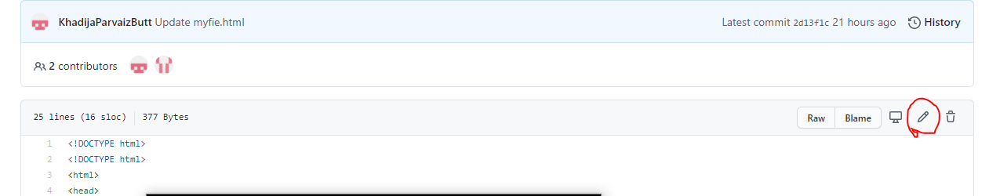 KhadijaParvaizButt Update myfie.html Latest commit 2d13f1c 21 hours ago History
2 contributors
25 lines (16 sloc) 377 Bytes Raw Blame
1 <!DOCTYPE html>
2 <!DOCTYPE html>
3 <html>
4 <head>